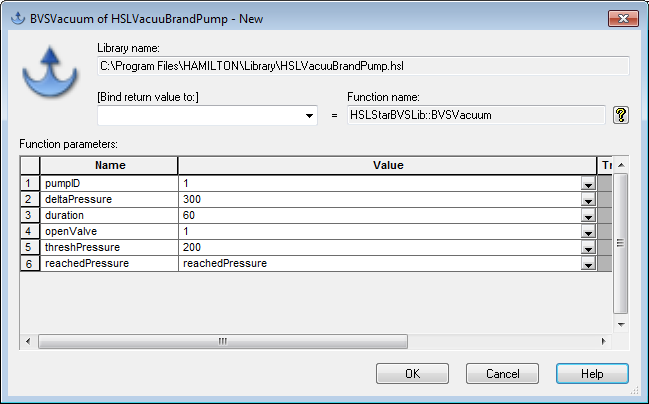 BVSVacuum of HSLVacuuBrandPump - New
Library name:
C:\Program Files\HAMILTON\Library\HSLVacuuBrandPump.hsl
[Bind return value to:] Function name:
= HSLStarBVSLib::BVSVacuum ?
Function parameters:
Name Value Tr
1 pumpID 1
2 deltaPressure 300
3 duration 60
4 openValve 1
5 threshPressure 200
6 reachedPressure reachedPressure
OK Cancel Help